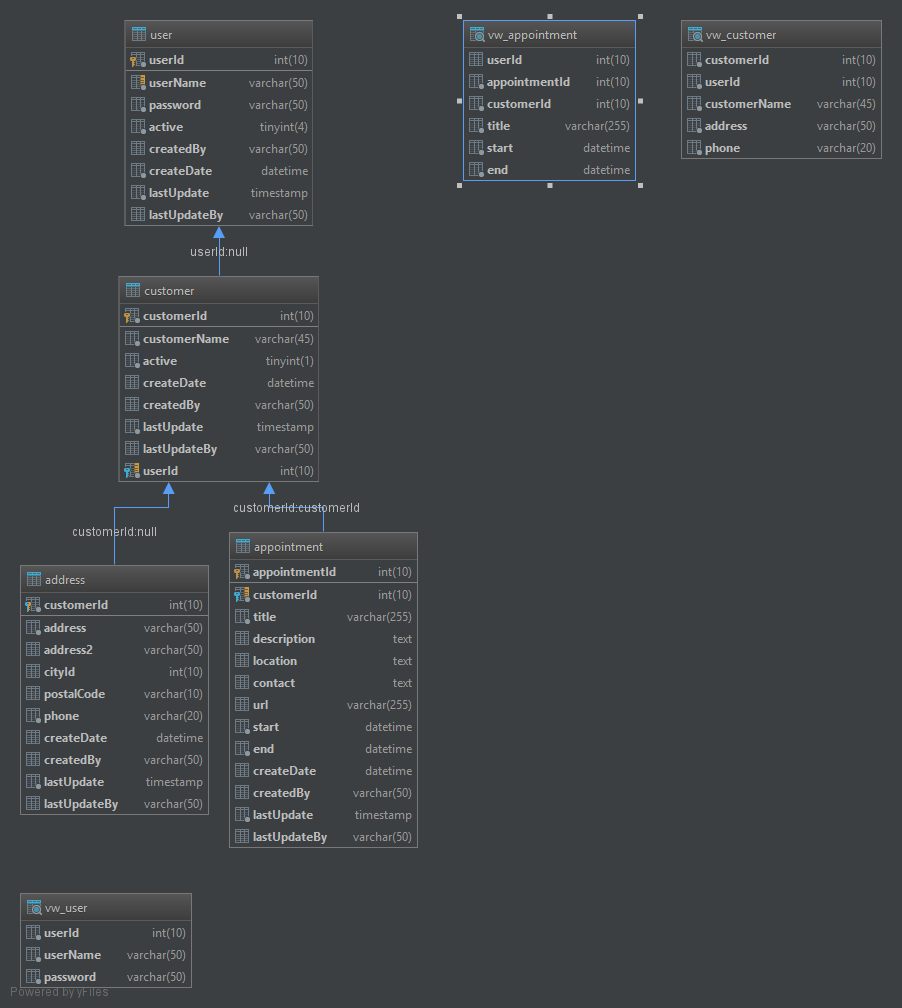 user
userId int(10)
userName varchar(50)
password varchar(50)
active tinyint(4)
createdBy varchar(50)
createDate datetime
lastUpdate timestamp
lastUpdateBy varchar(50)
vw_appointment
userId int(10)
appointmentId int(10)
customerId int(10)
title varchar(255)
start datetime
end datetime
vw_customer
customerId int(10)
userId int(10)
customerName varchar(45)
address varchar(50)
phone varchar(20)
userId:null
customer
customerId int(10)
customerName varchar(45)
active tinyint(1)
createDate datetime
createdBy varchar(50)
lastUpdate timestamp
lastUpdateBy varchar(50)
userId int(10)
customerId:null
customerId:customerId
address
customerId int(10)
address varchar(50)
address2 varchar(50)
cityId int(10)
postalCode varchar(10)
phone varchar(20)
createDate datetime
createdBy varchar(50)
lastUpdate timestamp
lastUpdateBy varchar(50)
appointment
appointmentId int(10)
customerId int(10)
title varchar(255)
description text
location text
contact text
url varchar(255)
start datetime
end datetime
createDate datetime
createdBy varchar(50)
lastUpdate timestamp
lastUpdateBy varchar(50)
vw_user
userId int(10)
userName varchar(50)
password varchar(50)
Powered by yFiles